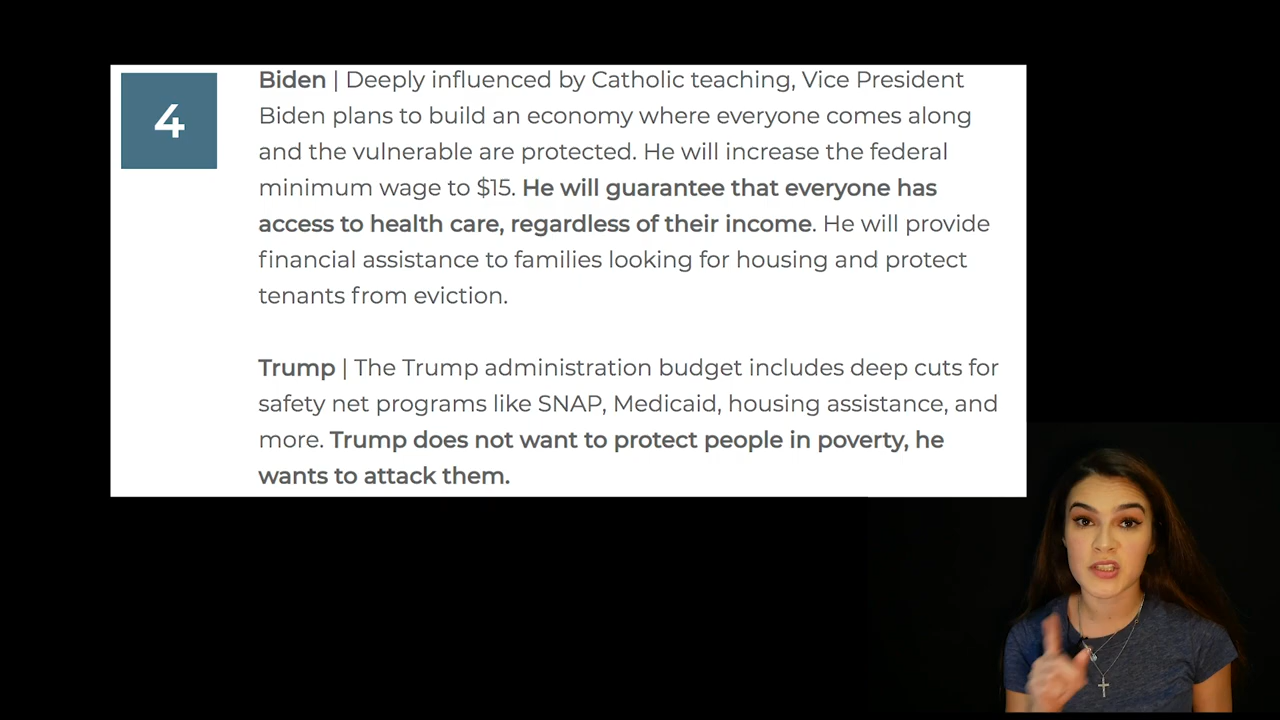 4
Biden | Deeply influenced by Catholic teaching, Vice President
Biden plans to build an economy where everyone comes along
and the vulnerable are protected. He will increase the federal
minimum wage to $15. He will guarantee that everyone has
access to health care, regardless of their income. He will provide
financial assistance to families looking for housing and protect
tenants from eviction.
Trump | The Trump administration budget includes deep cuts for
safety net programs like SNAP, Medicaid, housing assistance, and
more. Trump does not want to protect people in poverty, he
wants to attack them.